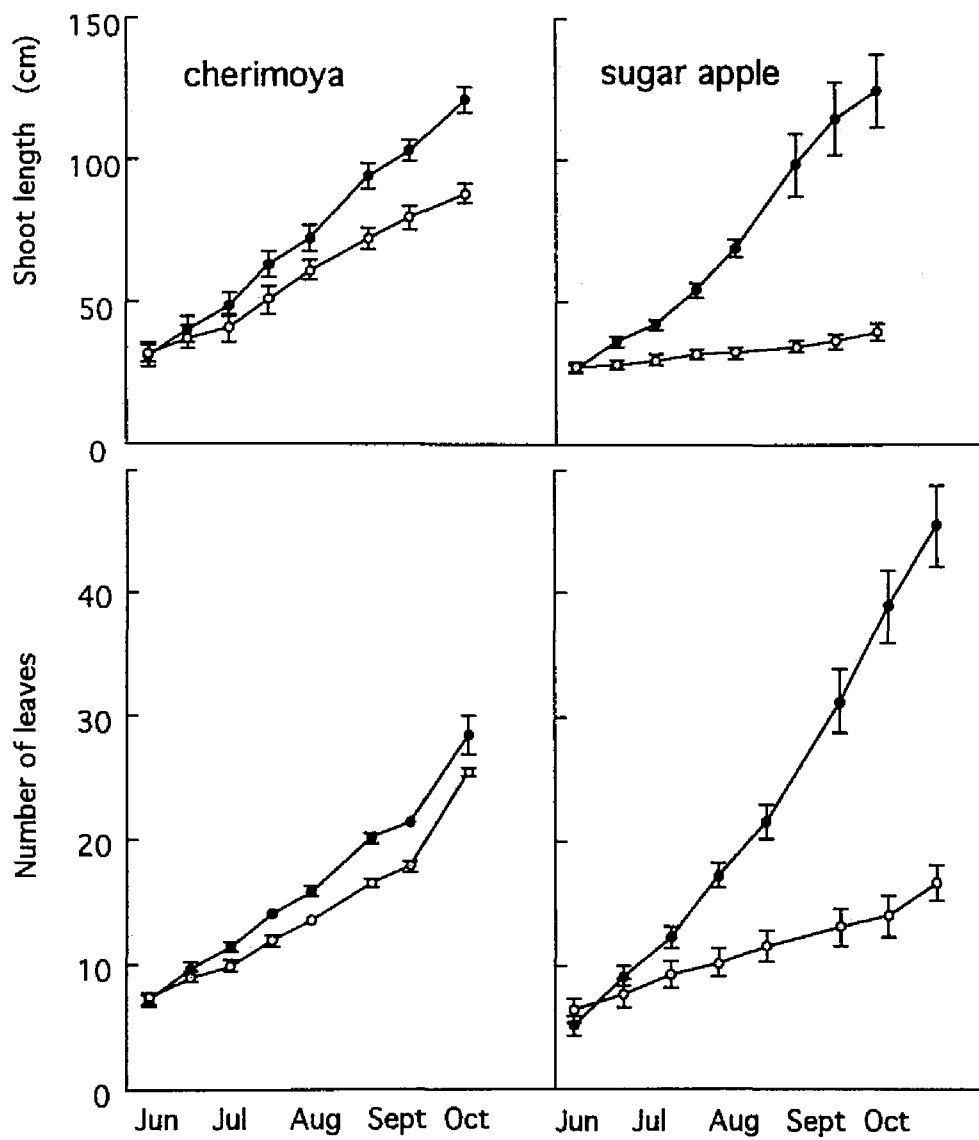 Shoot length (cm)
150
100
50
0
cherimoya
sugar apple
Number of leaves
40
30
20
10
0
Jun Jul Aug Sept Oct
Jun Jul Aug Sept Oct